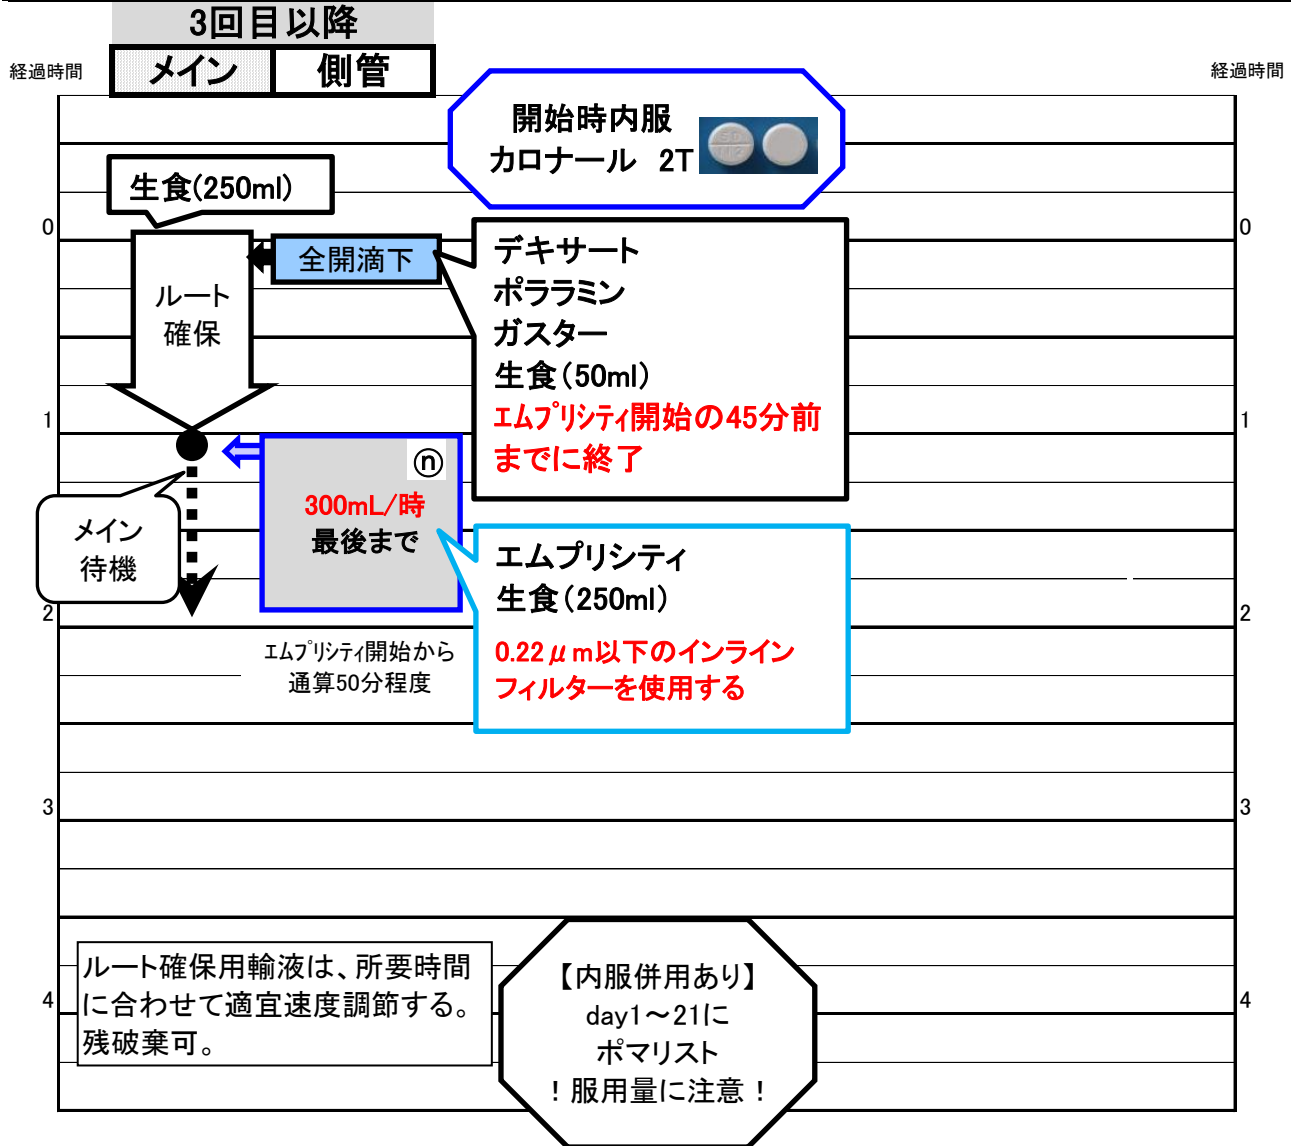 3回目以降
メイン 側管
経過時間
経過時間
開始時内服
カロナール 2T
生食(250ml)
0
0
全開滴下
ルート
確保
デキサート
ポララミン
ガスター
生食(50ml)
エムプリシティ開始の45分前
までに終了
1
1
ⓝ
300mL/時
最後まで
メイン
待機
エムプリシティ
生食(250ml)
0.22μm以下のインライン
フィルターを使用する
2
2
エムプリシティ開始から
通算50分程度
3
3
ルート確保用輸液は、所要時間
に合わせて適宜速度調節する。
残破棄可。
4
4
【内服併用あり】
day1～21に
ポマリスト
！服用量に注意！